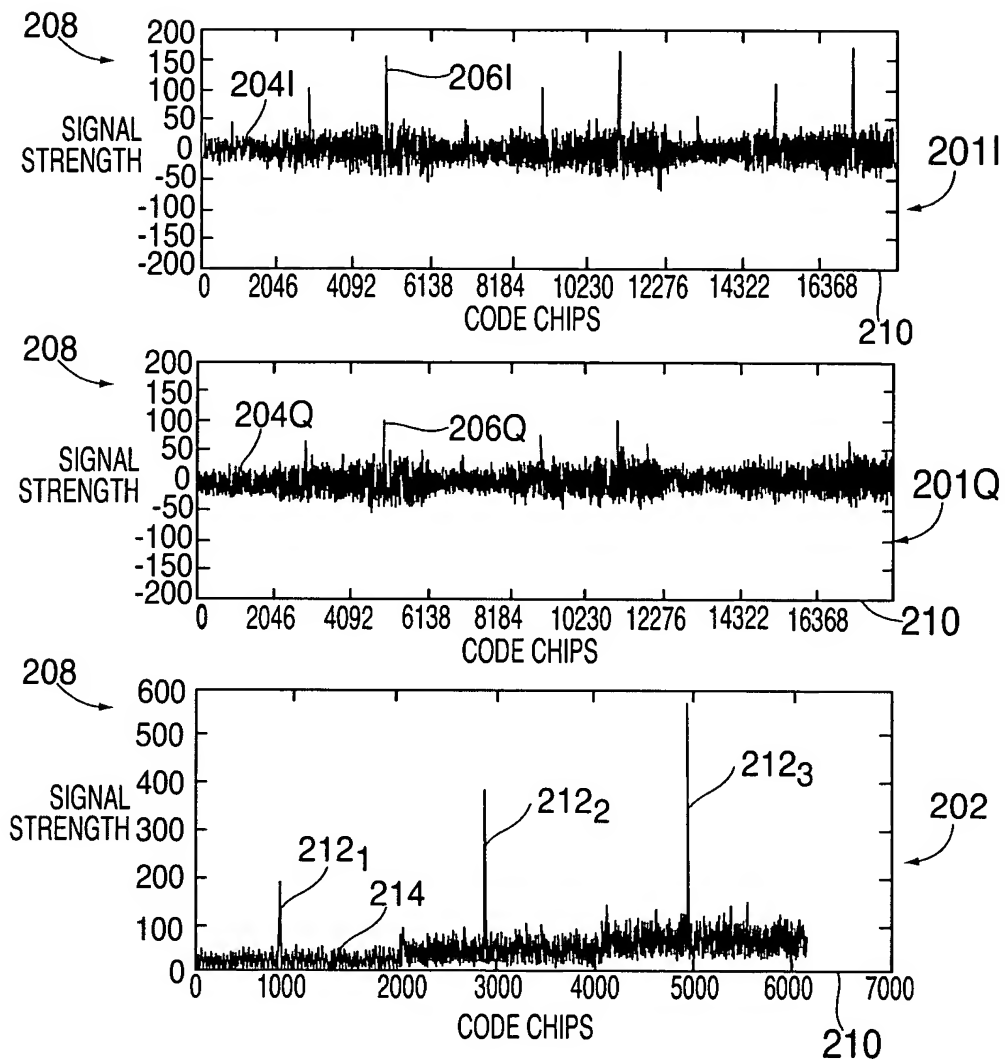 208
200
150
100
50
0
-50
-100
-150
-200
SIGNAL
STRENGTH
204I
206I
201I
0 2046 4092 6138 8184 10230 12276 14322 16368
CODE CHIPS
210
208
200
150
100
50
0
-50
-100
-150
-200
SIGNAL
STRENGTH
204Q
206Q
201Q
0 2046 4092 6138 8184 10230 12276 14322 16368
CODE CHIPS
210
208
600
500
400
300
200
100
0
SIGNAL
STRENGTH
212₁
214
212₂
212₃
202
0 1000 2000 3000 4000 5000 6000 7000
CODE CHIPS
210